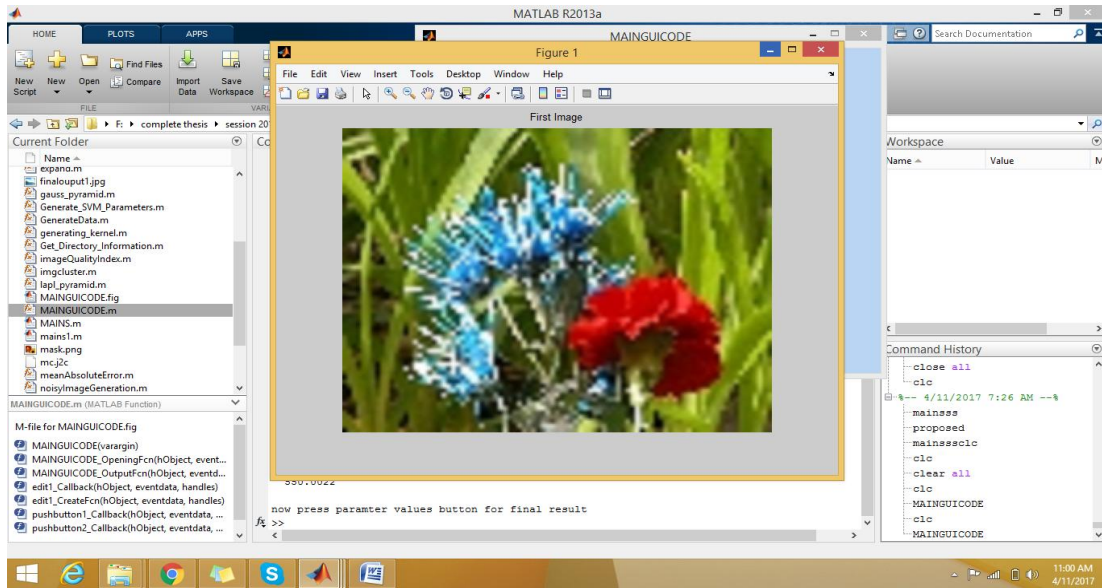 MATLAB R2013a
HOME PLOTS APPS
Search Documentation
New Script
New
Open
Find Files
Compare
Import Data
Save Workspace
FILE
F: ▸ complete thesis ▸ session 20
Current Folder
Name
expand.m
finalouput1.jpg
gauss_pyramid.m
Generate_SVM_Parameters.m
GenerateData.m
generating_kernel.m
Get_Directory_Information.m
imageQualityIndex.m
imgcluster.m
lapl_pyramid.m
MAINGUICODE.fig
MAINGUICODE.m
MAINS.m
mains1.m
mask.png
mc.j2c
meanAbsoluteError.m
noisyImageGeneration.m
MAINGUICODE.m (MATLAB Function)
M-file for MAINGUICODE.fig
MAINGUICODE(varargin)
MAINGUICODE_OpeningFcn(hObject, event...
MAINGUICODE_OutputFcn(hObject, eventd...
edit1_Callback(hObject, eventdata, handles)
edit1_CreateFcn(hObject, eventdata, handles)
pushbutton1_Callback(hObject, eventdata, ...
pushbutton2_Callback(hObject, eventdata, ...
MAINGUICODE
Figure 1
File Edit View Insert Tools Desktop Window Help
First Image
now press paramter values button for final result
fx >>
Workspace
Name Value
Command History
close all
clc
%-- 4/11/2017 7:26 AM --%
mainsss
proposed
mainsssclc
clc
clear all
clc
MAINGUICODE
clc
MAINGUICODE
11:00 AM
4/11/2017